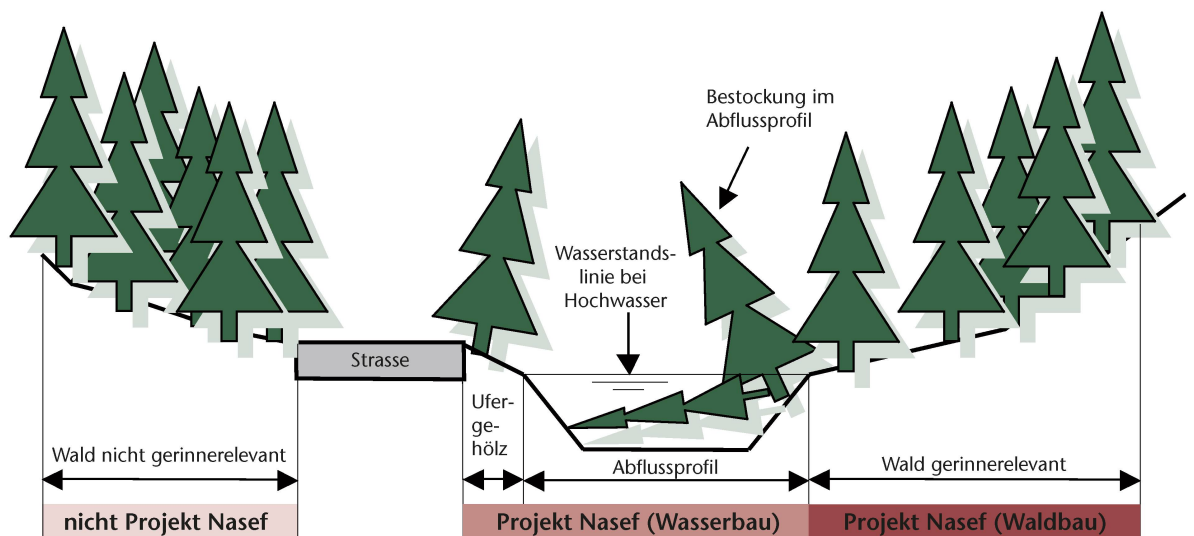 Bestockung im
Abflussprofil
Wasserstands-
linie bei
Hochwasser
Strasse
Ufer-
ge-
hölz
Wald nicht gerinnerelevant
Abflussprofil
Wald gerinnerelevant
nicht Projekt Nasef
Projekt Nasef (Wasserbau)
Projekt Nasef (Waldbau)